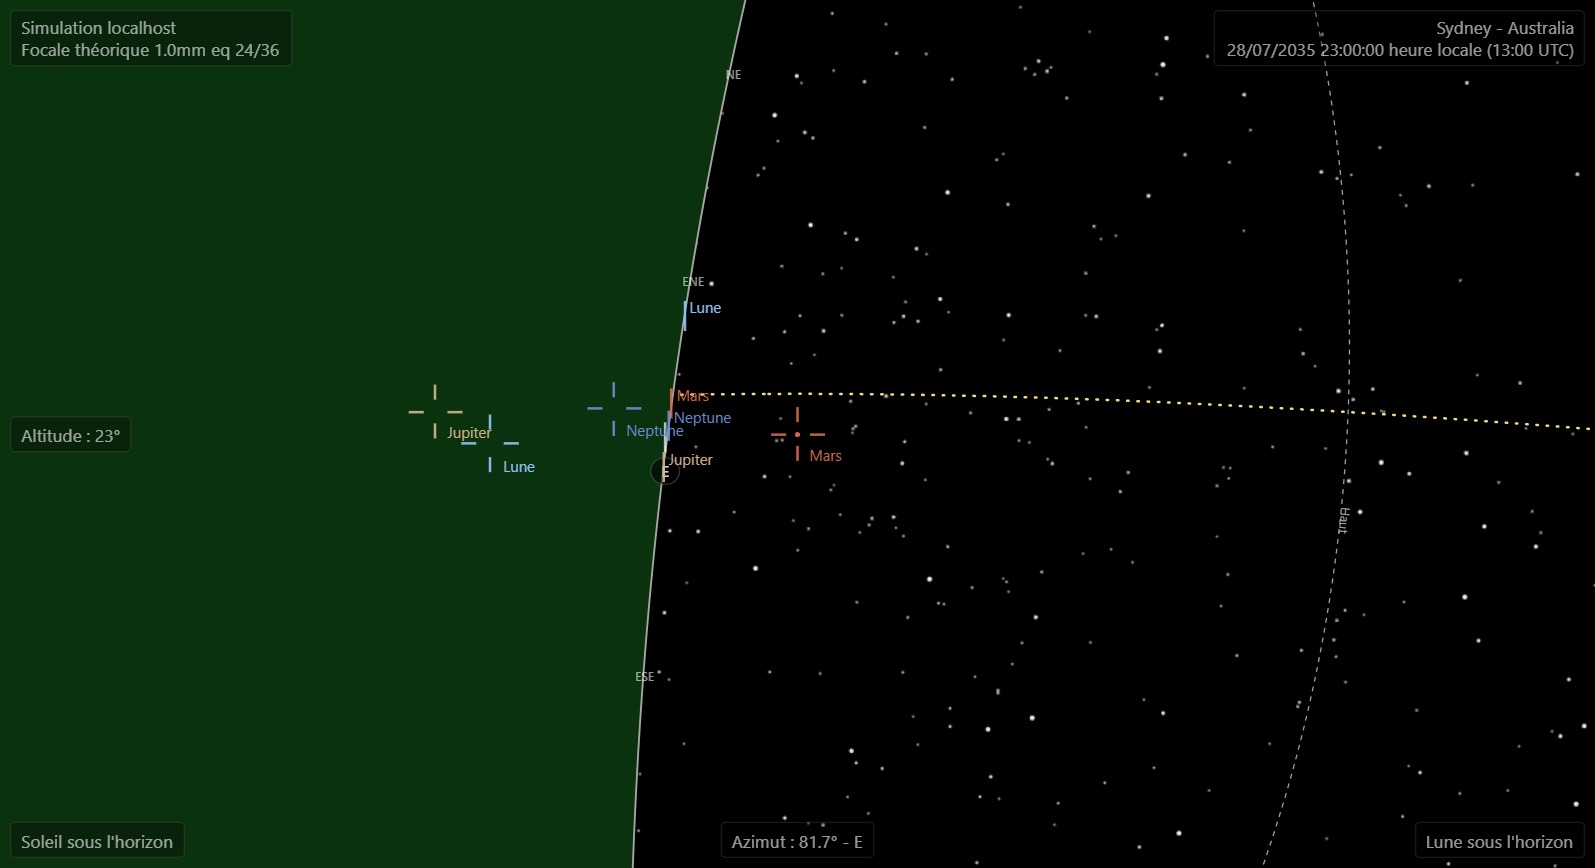 Simulation localhost
Focale théorique 1.0mm eq 24/36
Sydney - Australia
28/07/2035 23:00:00 heure locale (13:00 UTC)
NE
ENE
Lune
Mars
Neptune
Neptune
Jupiter
Lune
Mars
Jupiter
E
Altitude : 23°
Haut
ESE
Soleil sous l'horizon
Azimut : 81.7° - E
Lune sous l'horizon